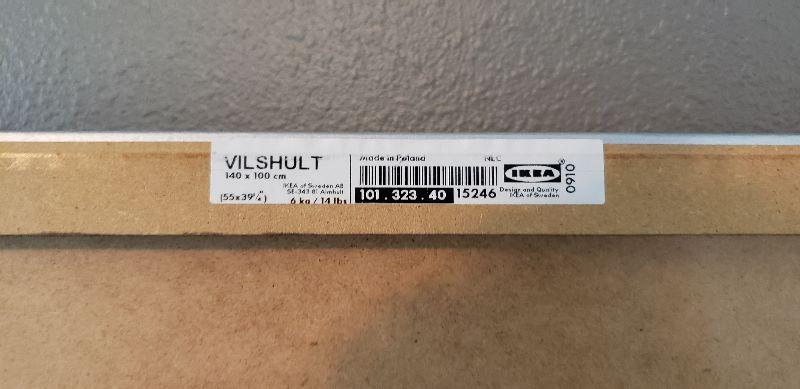 VILSHULT
140 x 100 cm
IKEA of Sweden AB
SE-343 81 Älmhult
(55x39¼")
6 kg / 14 lbs
Made in Poland
101.323.40
15246
IKEA®
Design and Quality
IKEA of Sweden
0910